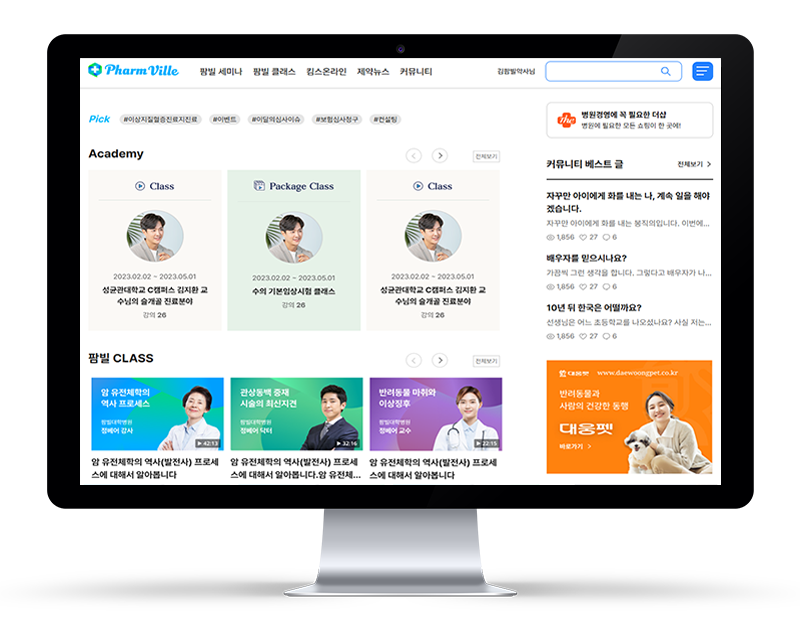 Pharm Ville
팜빌 세미나 팜빌 클래스 킴스온라인 제약뉴스 커뮤니티
김팜빌약사님
Pick #이상지질혈증진료지진료 #이벤트 #이달의심사이슈 #보험심사청구 #컨설팅
Academy
전체보기
Class
2023.02.02 ~ 2023.05.01
성균관대학교 C캠퍼스 김지환 교
수님의 슬개골 진료분야
강의 26
Package Class
2023.02.02 ~ 2023.05.01
수의 기본임상시험 클래스
강의 26
Class
2023.02.02 ~ 2023.05.01
성균관대학교 C캠퍼스 김지환 교
수님의 슬개골 진료분야
강의 26
팜빌 CLASS
전체보기
암 유전체학의
역사 프로세스
팜빌대학병원
정베어 강사
42:13
암 유전체학의 역사(발전사) 프로세
스에 대해서 알아봅니다
관상동백 중재
시술의 최신지견
팜빌대학병원
정베어 닥터
32:16
암 유전체학의 역사(발전사) 프로세
스에 대해서 알아봅니다.암 유전체...
반려동물 마취와
이상징후
팜빌대학병원
정베어 교수
22:15
암 유전체학의 역사(발전사) 프로세
스에 대해서 알아봅니다
the
병원경영에 꼭 필요한 더샵
병원에 필요한 모든 쇼핑이 한 곳에!
커뮤니티 베스트 글
전체보기 >
자꾸만 아이에게 화를 내는 나, 계속 일을 해야
겠습니다.
자꾸만 아이에게 화를 내는 봉직의입니다. 이번에...
1,856 27 6
배우자를 믿으시나요?
가끔씩 그런 생각을 합니다. 그렇다고 배우자가 나...
1,856 27 6
10년 뒤 한국은 어떨까요?
선생님은 어느 초등학교를 나오셨나요? 사실 저는...
1,856 27 6
대웅펫 www.daewoongpet.co.kr
반려동물과
사람의 건강한 동행
대웅펫
바로가기 >